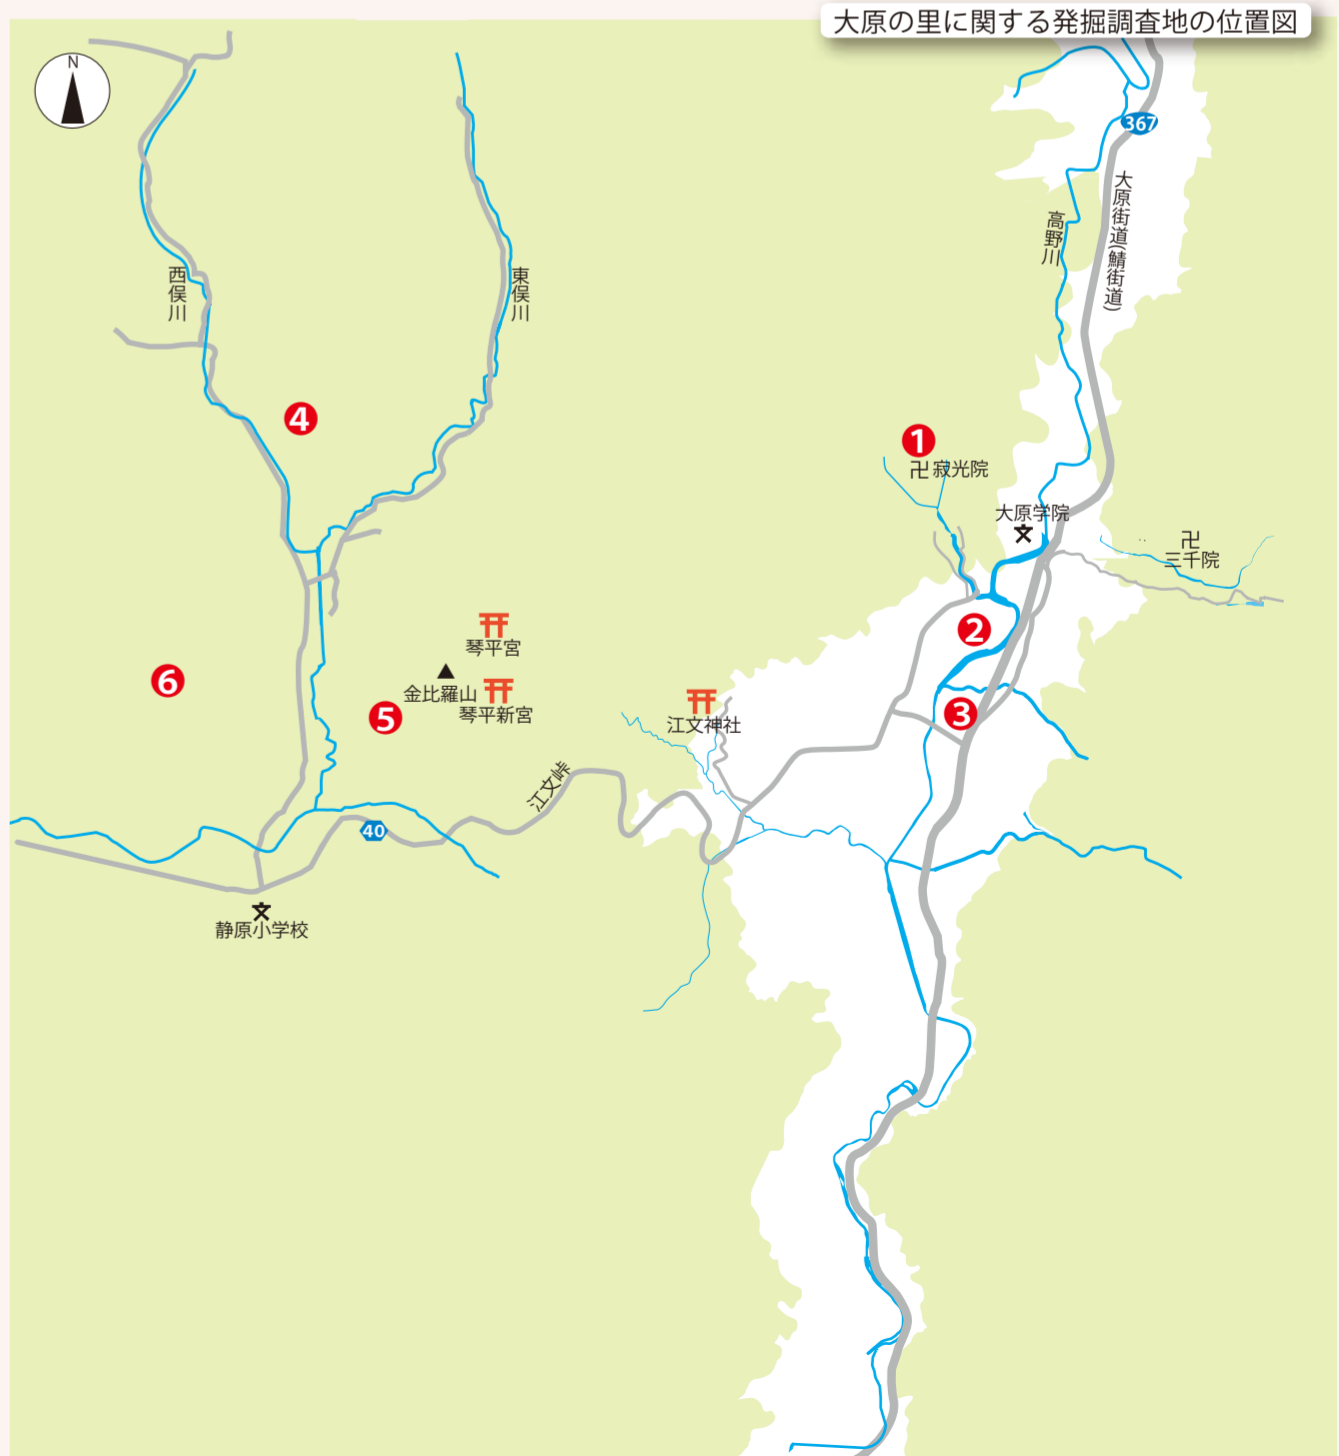 大原の里に関する発掘調査地の位置図
N
367
大原街道(鯖街道)
高野川
西俣川
東俣川
4
1
卍 寂光院
大原学院
卍
三千院
2
琴平宮
6
金比羅山
5
琴平新宮
3
江文神社
江文峠
40
静原小学校